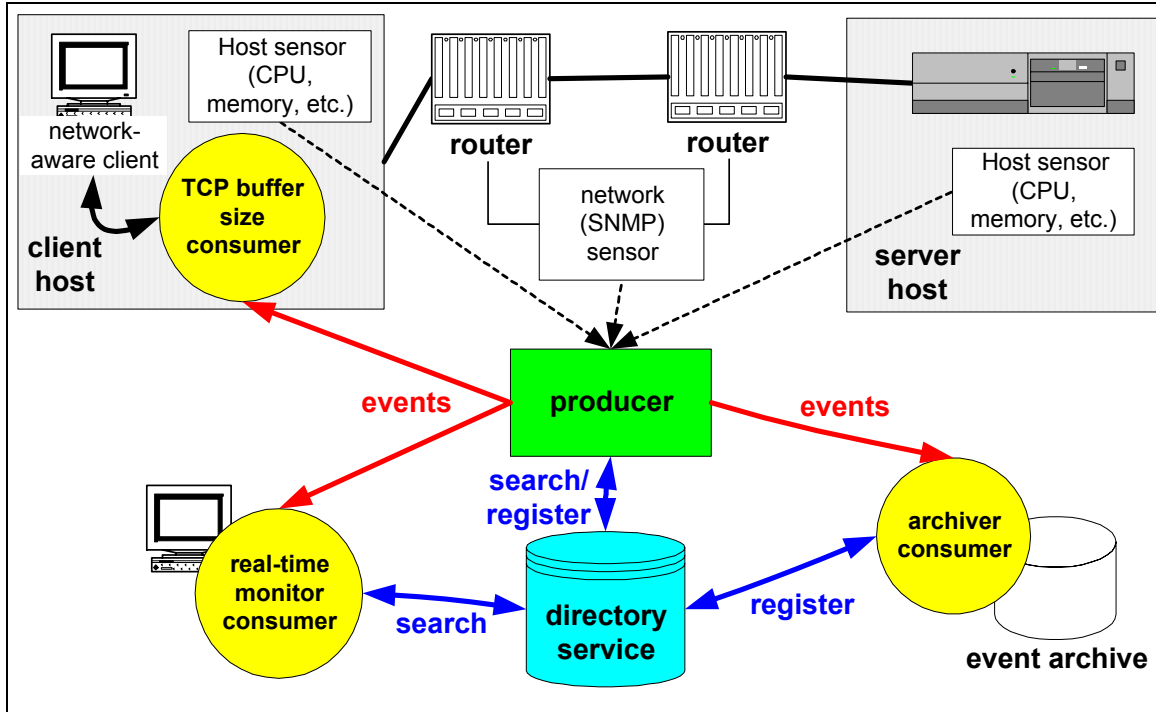 Host sensor
(CPU,
memory, etc.)
network-
aware client
TCP buffer
size
consumer
client
host
router
router
network
(SNMP)
sensor
Host sensor
(CPU,
memory, etc.)
server
host
producer
events
events
search/
register
real-time
monitor
consumer
search
directory
service
register
archiver
consumer
event archive